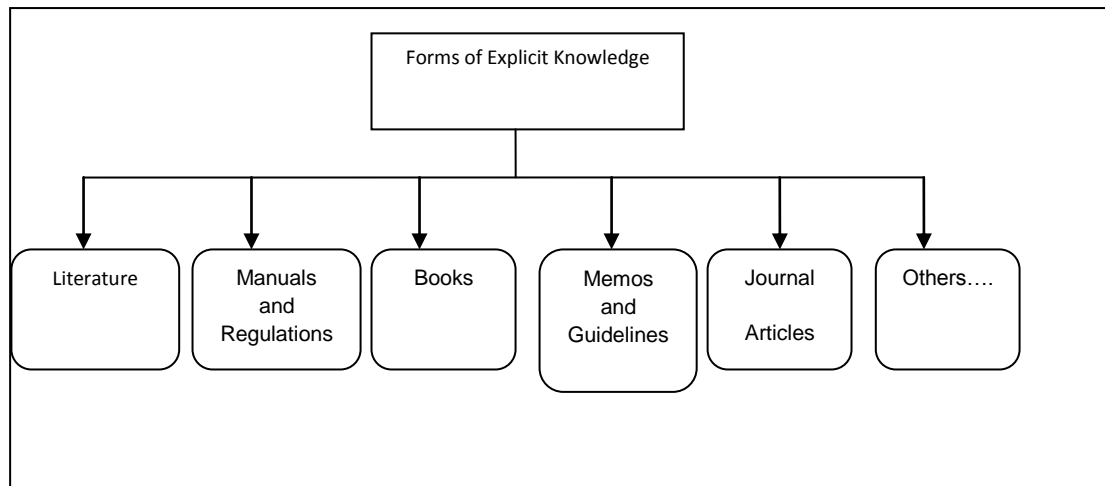 Forms of Explicit Knowledge
Literature
Manuals
and
Regulations
Books
Memos
and
Guidelines
Journal
Articles
Others….